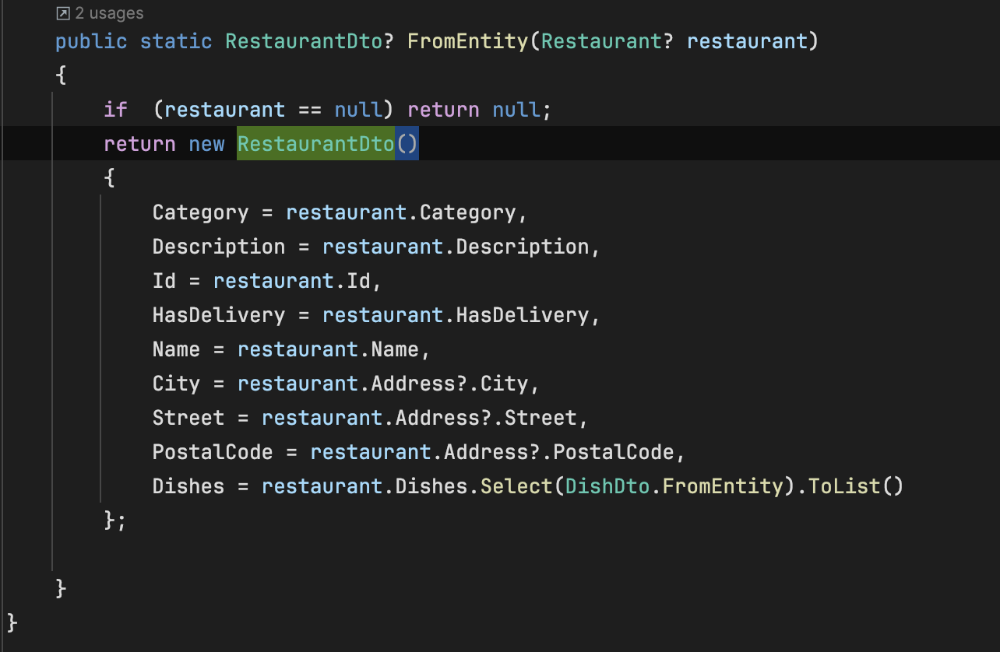 2 usages
public static RestaurantDto? FromEntity(Restaurant? restaurant)
{
if  (restaurant == null) return null;
return new RestaurantDto()
{
Category = restaurant.Category,
Description = restaurant.Description,
Id = restaurant.Id,
HasDelivery = restaurant.HasDelivery,
Name = restaurant.Name,
City = restaurant.Address?.City,
Street = restaurant.Address?.Street,
PostalCode = restaurant.Address?.PostalCode,
Dishes = restaurant.Dishes.Select(DishDto.FromEntity).ToList()
};
}
}